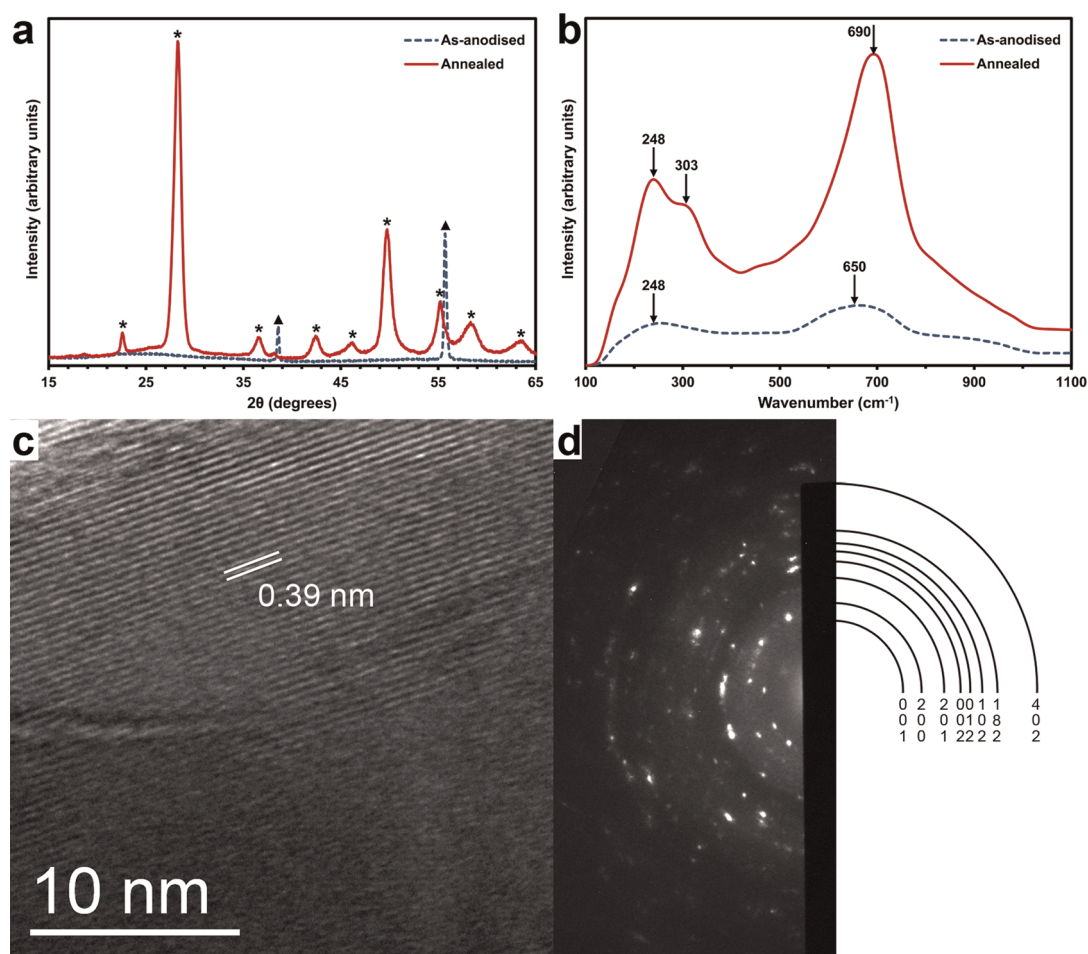 a
Intensity (arbitrary units)
As-anodised
Annealed
* * * * * * * * *
▲ ▲
15 25 35 45 55 65
2θ (degrees)
b
Intensity (arbitrary units)
As-anodised
Annealed
690
248
303
650
248
100 300 500 700 900 1100
Wavenumber (cm⁻¹)
c
0.39 nm
10 nm
d
0 2 2 0 0 1 1 4
0 0 0 0 1 0 8 0
1 0 1 2 2 2 2 2